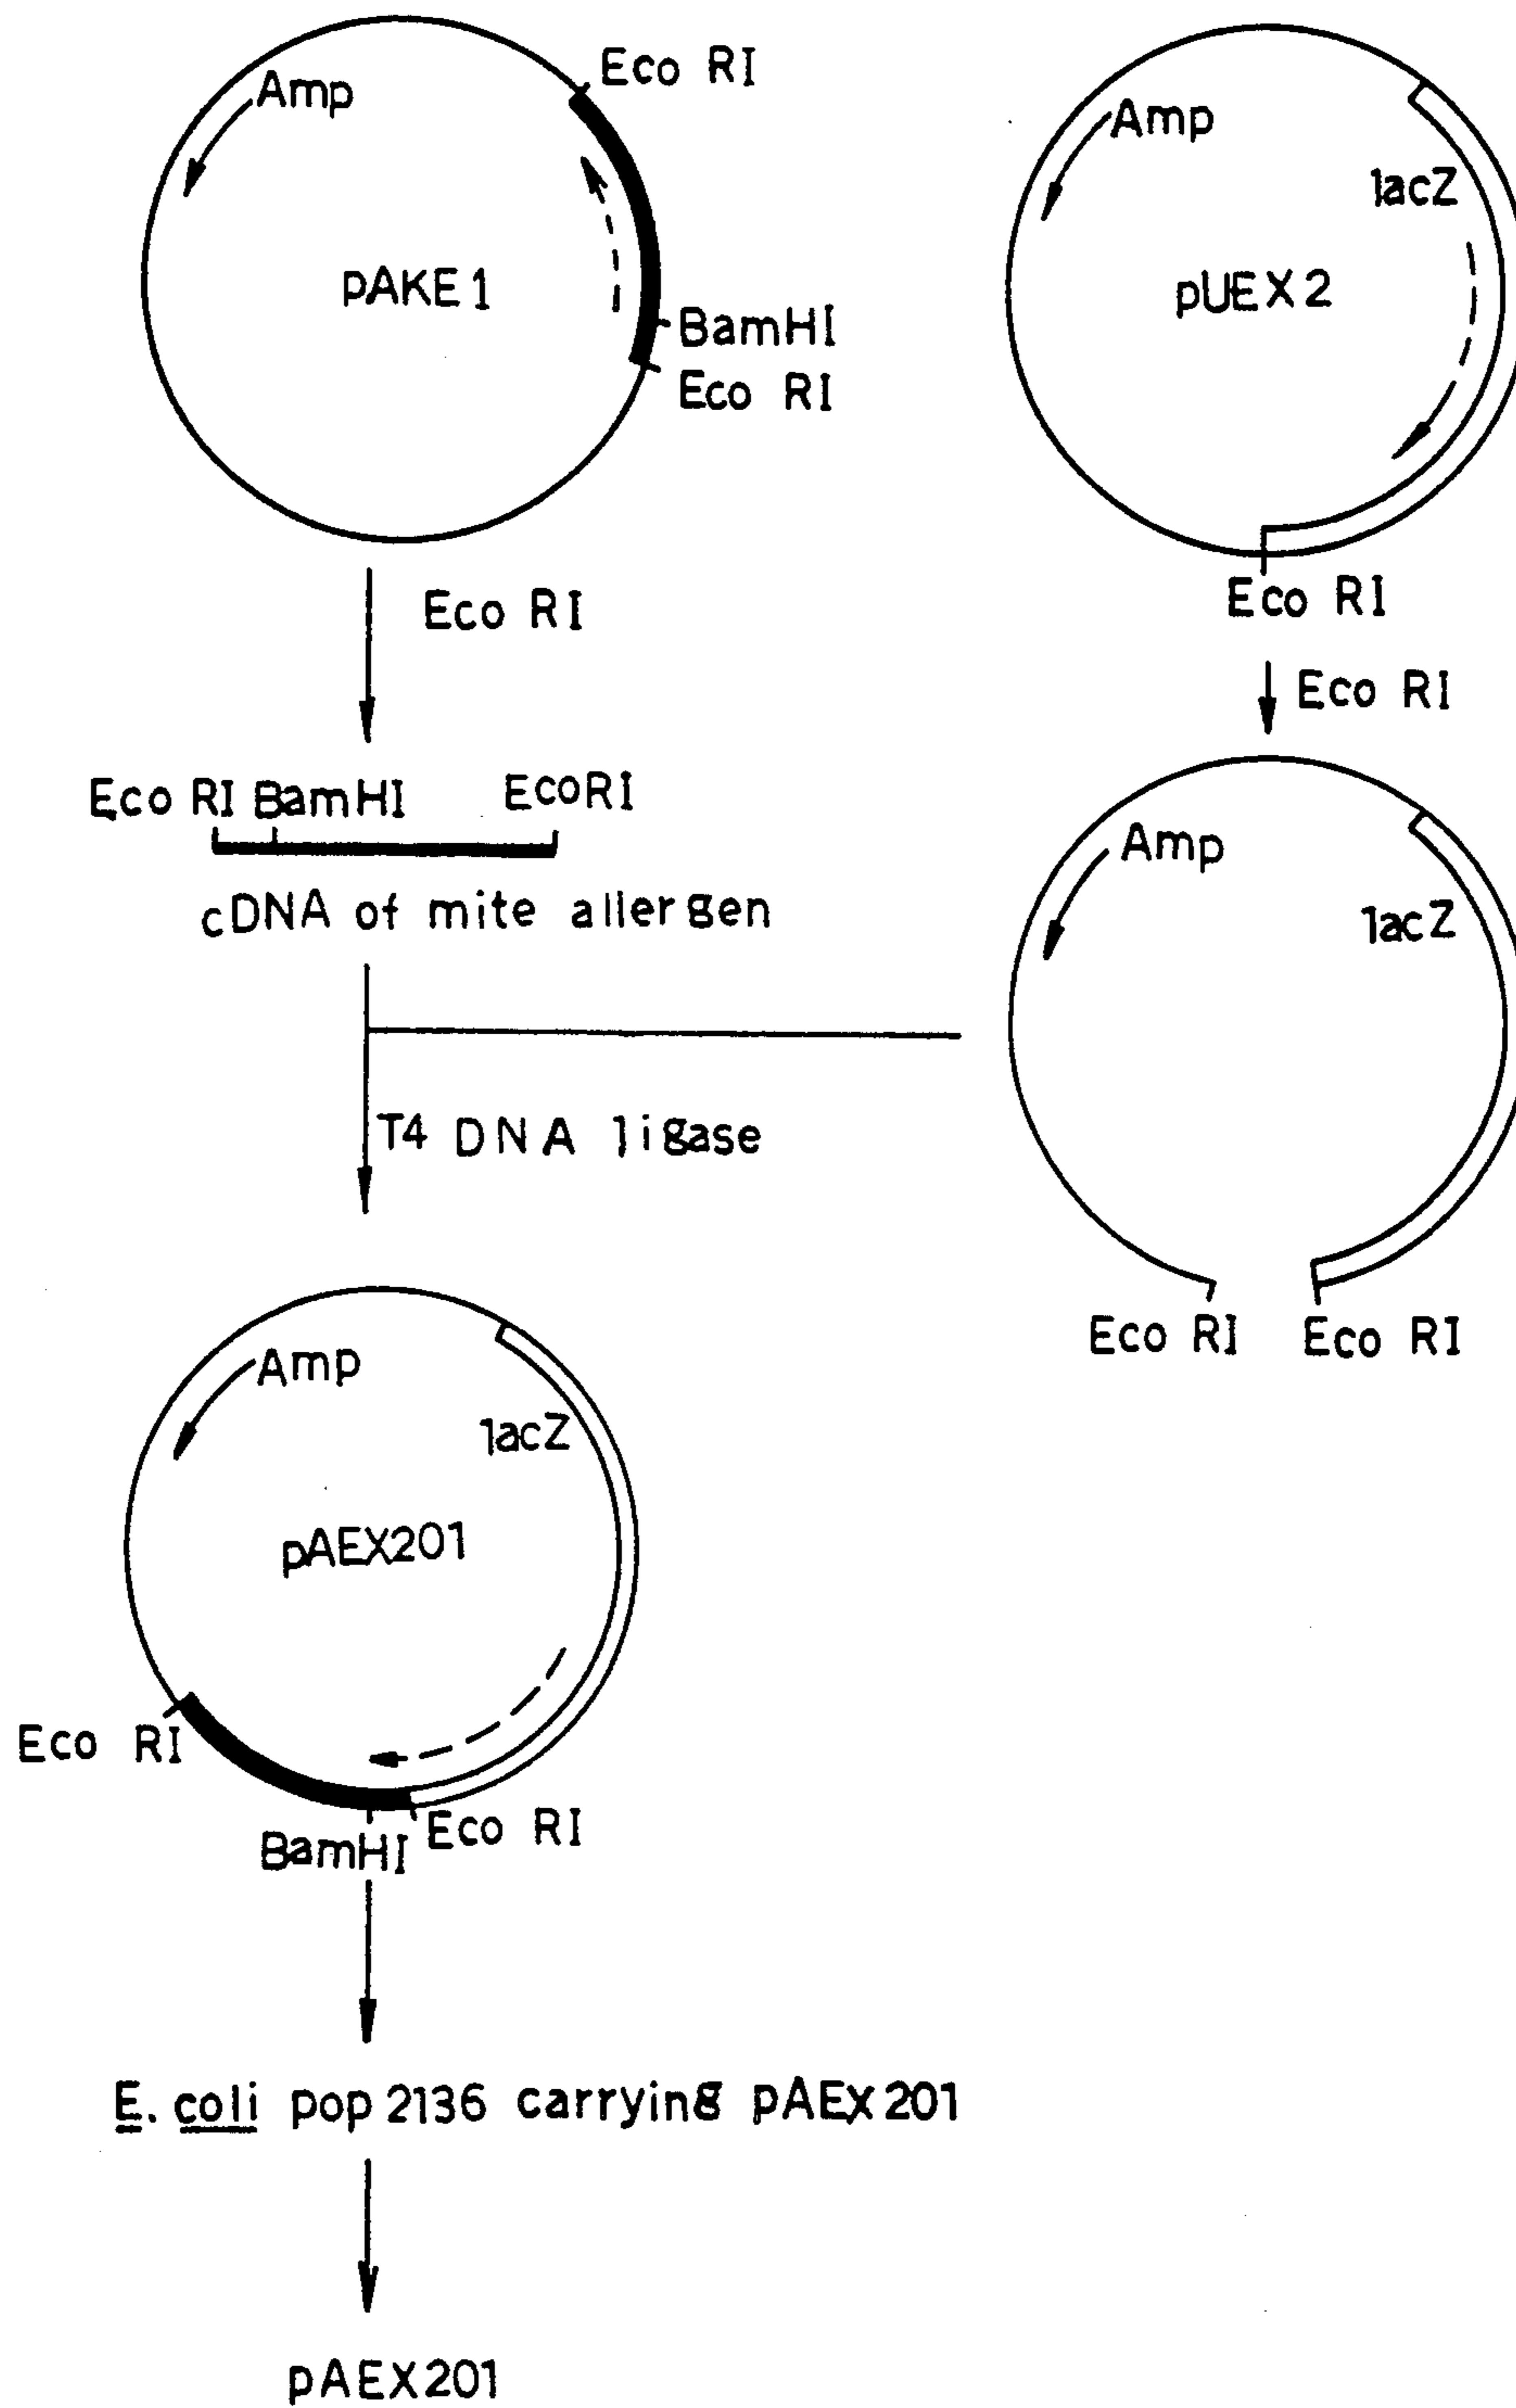 Eco RI
Amp
pAKE1
BamHI
Eco RI
Amp
lacZ
pUEX2
Eco RI
Eco RI
Eco RI
Eco RI BamHI EcoRI
cDNA of mite allergen
Amp
lacZ
Eco RI Eco RI
T4 DNA ligase
Amp
lacZ
pAEX201
Eco RI
BamHI Eco RI
E. coli pop 2136 carrying pAEX201
pAEX201